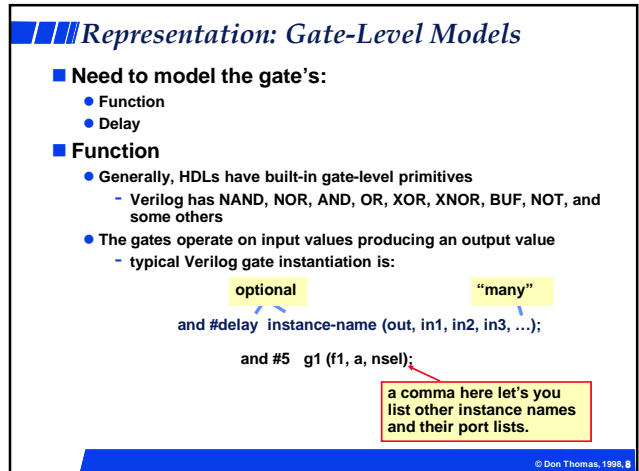 Representation: Gate-Level Models
Need to model the gate's:
Function
Delay
Function
Generally, HDLs have built-in gate-level primitives
- Verilog has NAND, NOR, AND, OR, XOR, XNOR, BUF, NOT, and
some others
The gates operate on input values producing an output value
- typical Verilog gate instantiation is:
optional
“many”
and #delay instance-name (out, in1, in2, in3, …);
and #5 g1 (f1, a, nsel);
a comma here let's you
list other instance names
and their port lists.
© Don Thomas, 1998, 8